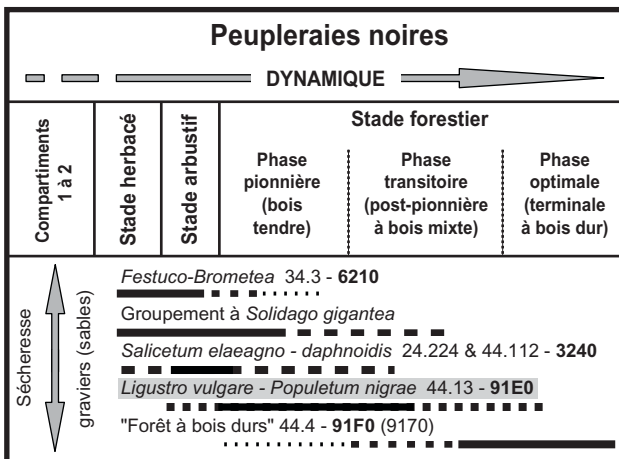 Peupleraies noires
DYNAMIQUE
Compartiments
1 à 2
Stade herbacé
Stade arbustif
Stade forestier
Phase
pionnière
(bois
tendre)
Phase
transitoire
(post-pionnière
à bois mixte)
Phase
optimale
(terminale
à bois dur)
Sécheresse
graviers (sables)
Festuco-Brometea 34.3 - 6210
Groupement à Solidago gigantea
Salicetum elaeagno - daphnoidis 24.224 & 44.112 - 3240
Ligustro vulgare - Populetum nigrae 44.13 - 91E0
"Forêt à bois durs" 44.4 - 91F0 (9170)